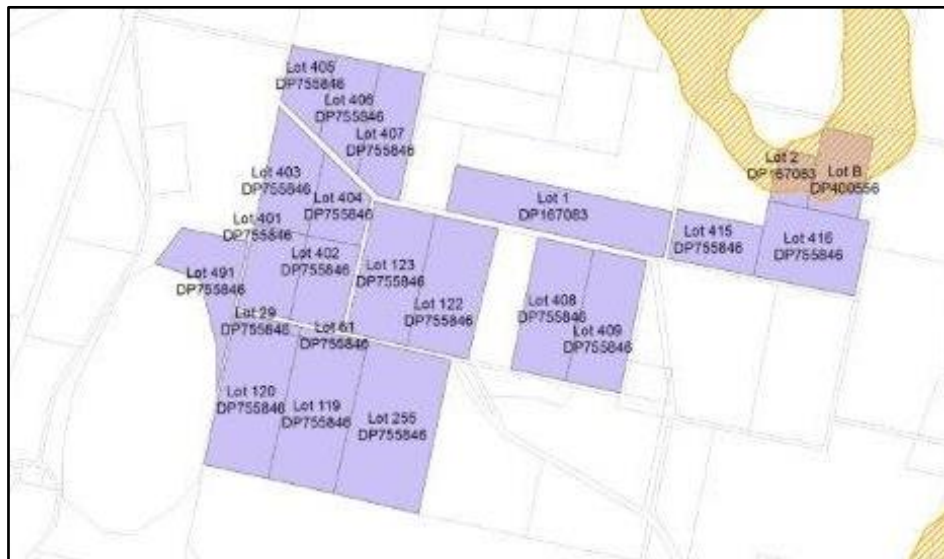 Lot 405
DP755846
Lot 406
DP755846
Lot 407
DP755846
Lot 403
DP755846
Lot 404
DP755846
Lot 401
DP755846
Lot 402
DP755846
Lot 491
DP755846
Lot 29
DP755846
Lot 61
DP755846
Lot 123
DP755846
Lot 122
DP755846
Lot 120
DP755846
Lot 119
DP755846
Lot 255
DP755846
Lot 1
DP167083
Lot 408
DP755846
Lot 409
DP755846
Lot 415
DP755846
Lot 416
DP755846
Lot 2
DP167083
Lot B
DP400556